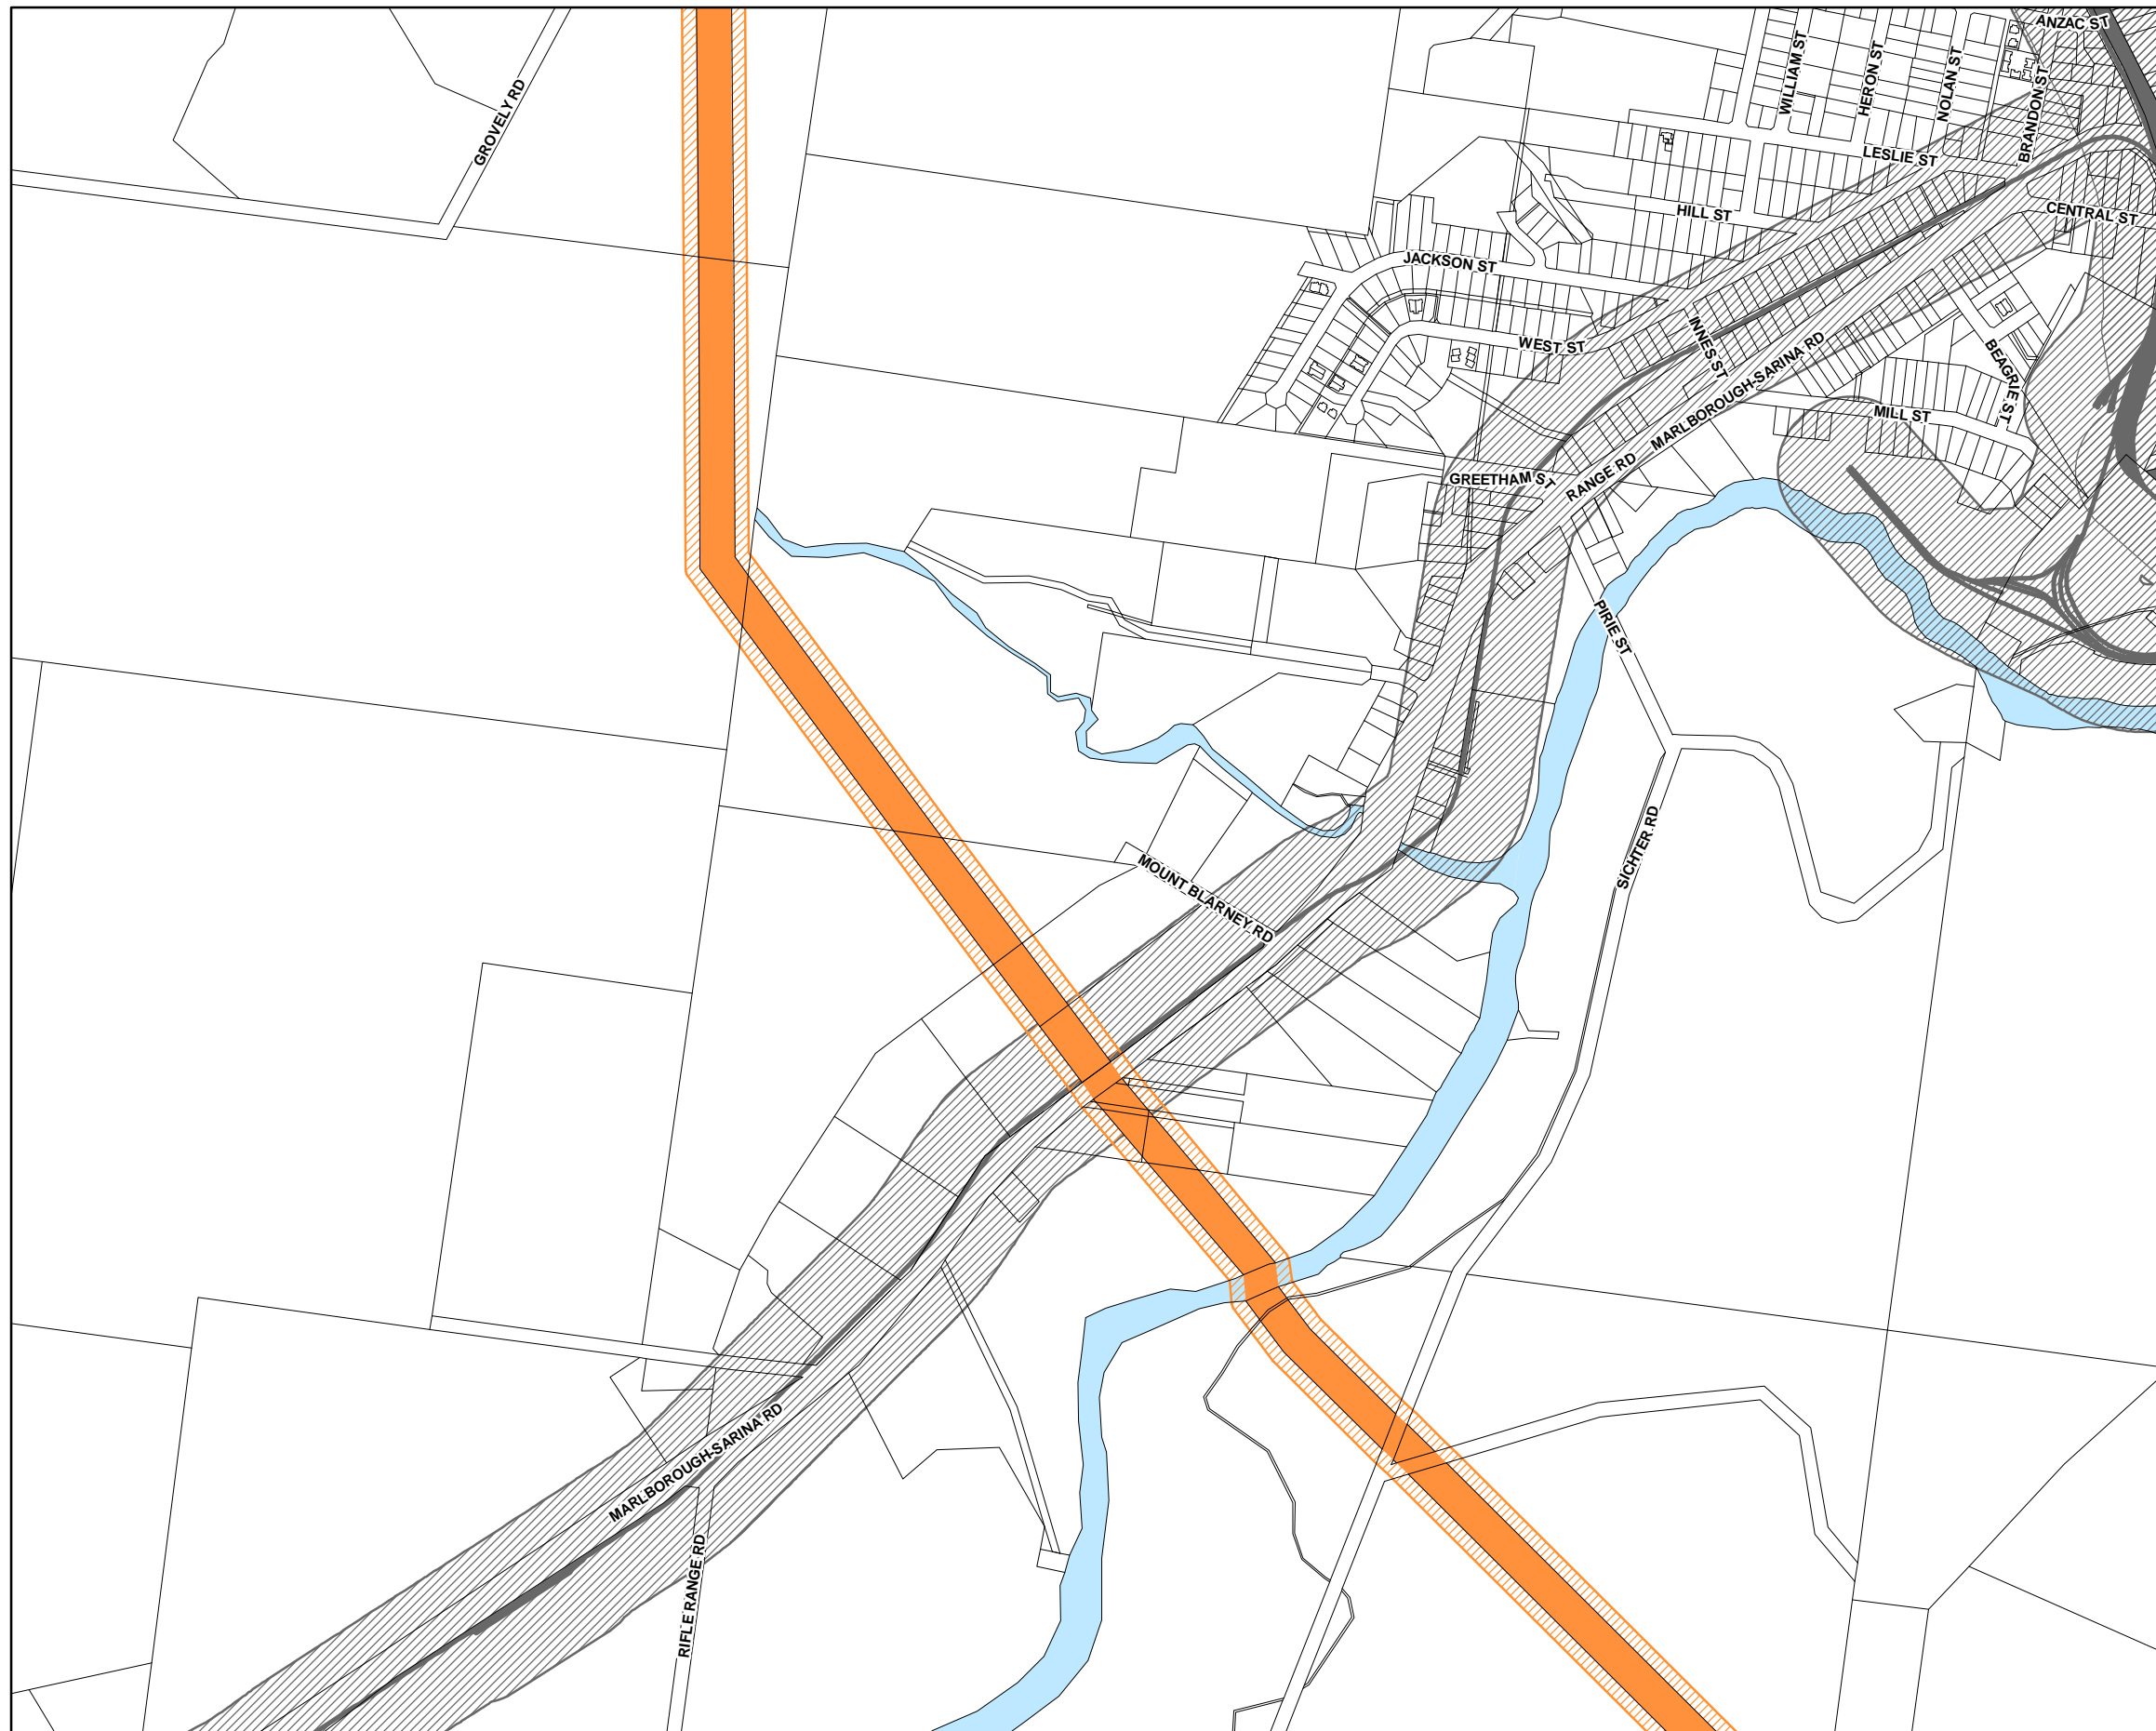 ANZAC ST
WILLIAM ST
HERON ST
NOLAN ST
BRANDON ST
GROVELY RD
LESLIE ST
HILL ST
CENTRAL ST
JACKSON ST
WEST ST
INNES ST
BEAGRIE ST
MARLBOROUGH-SARINA RD
MILL ST
GREETHAM ST
RANGE RD
PIRIE ST
SICHTER RD
MOUNT BLARNEY RD
MARLBOROUGH-SARINA RD
RIFLE RANGE RD